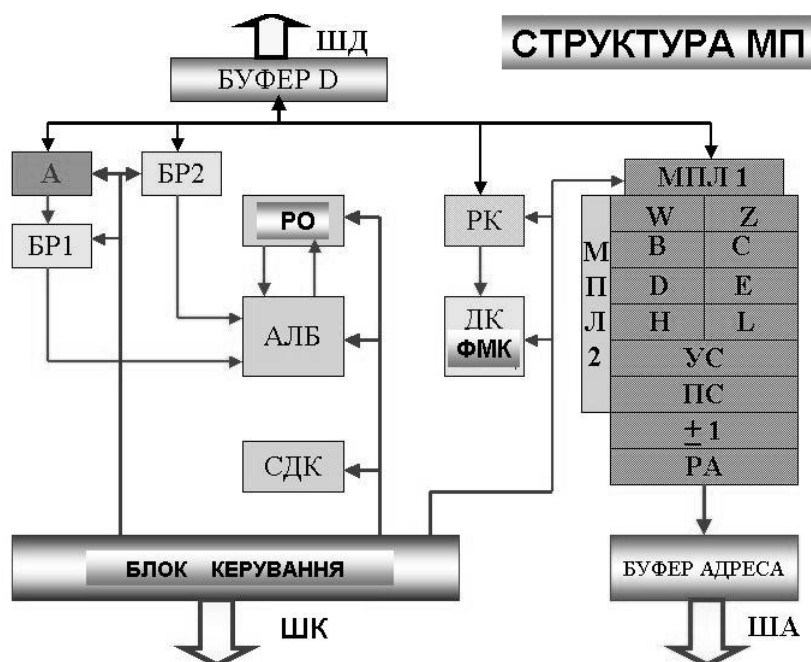 ШД
СТРУКТУРА МП
БУФЕР D
А
БР2
МПЛ 1
РО
РК
W Z
БР1
МПЛ2
B C
D E
АЛБ
ДК
ФМК
H L
УС
ПС
± 1
СДК
РА
БЛОК КЕРУВАННЯ
БУФЕР АДРЕСА
ШК
ША